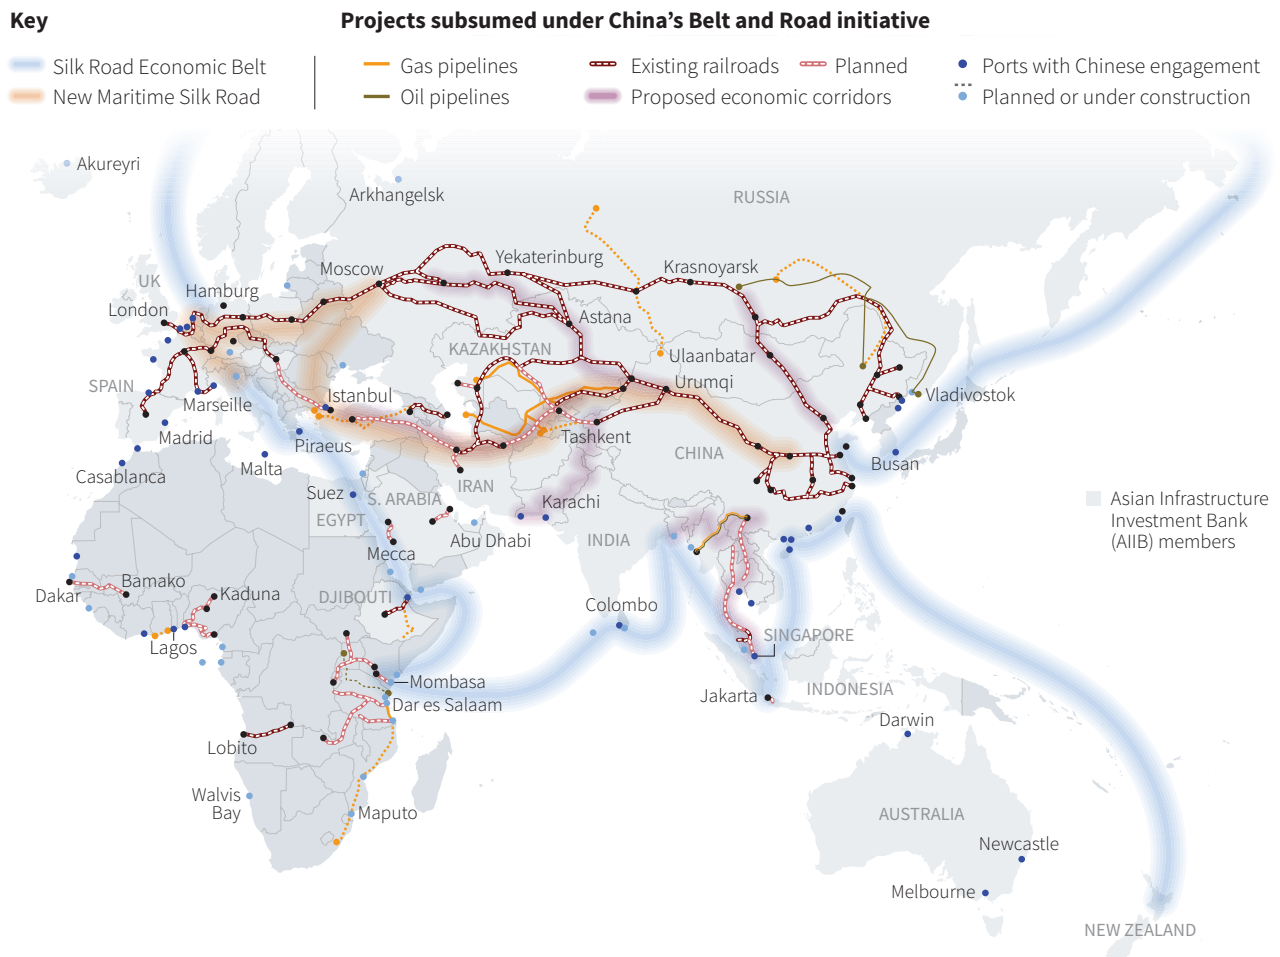 Key
Projects subsumed under China's Belt and Road initiative
Silk Road Economic Belt
New Maritime Silk Road
Gas pipelines
Oil pipelines
Existing railroads
Planned
Proposed economic corridors
Ports with Chinese engagement
Planned or under construction
Akureyri
Arkhangelsk
RUSSIA
Yekaterinburg
Moscow
Krasnoyarsk
UK
Hamburg
London
Astana
KAZAKHSTAN
Ulaanbatar
Urumqi
SPAIN
Istanbul
Vladivostok
Marseille
Madrid
Piraeus
Tashkent
CHINA
Busan
Malta
Casablanca
Suez
S. ARABIA
IRAN
EGYPT
Karachi
Asian Infrastructure
Investment Bank
(AIIB) members
Mecca
Abu Dhabi
INDIA
Bamako
Kaduna
DJIBOUTI
Dakar
Colombo
Lagos
SINGAPORE
Mombasa
INDONESIA
Jakarta
Dar es Salaam
Darwin
Lobito
Walvis
Bay
Maputo
AUSTRALIA
Newcastle
Melbourne
NEW ZEALAND